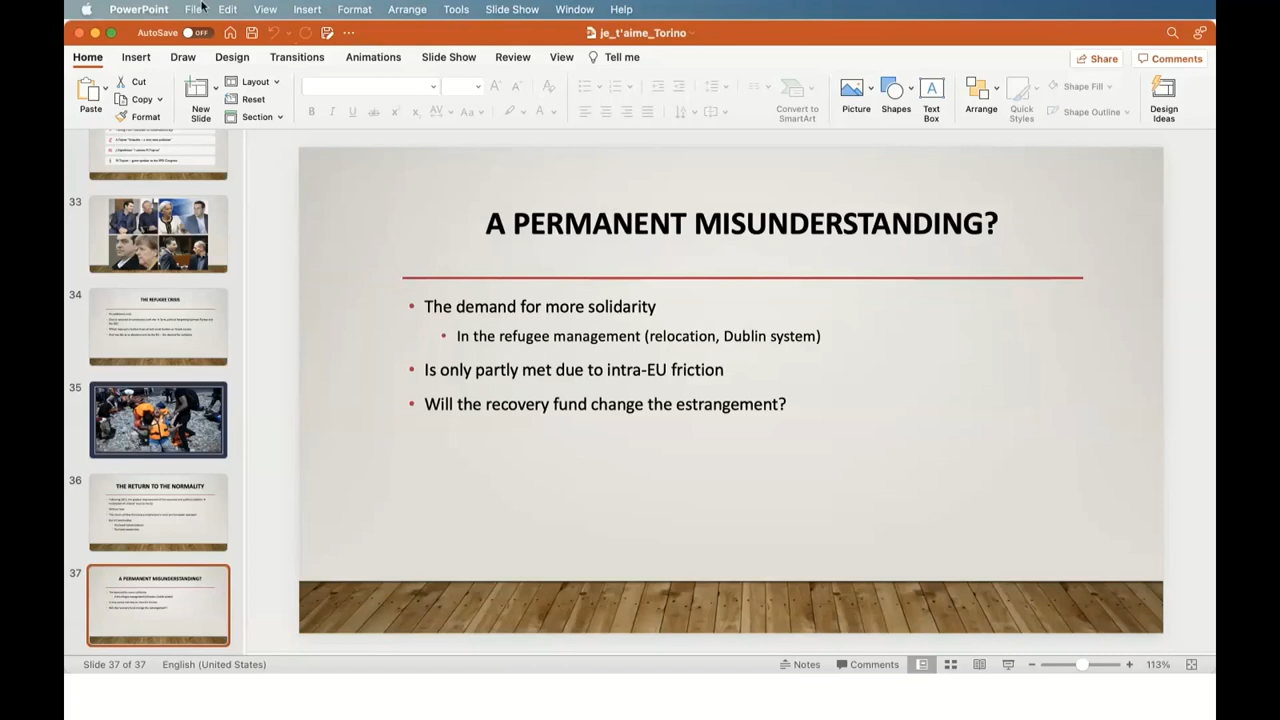 PowerPoint File Edit View Insert Format Arrange Tools Slide Show Window Help
AutoSave OFF je_t'aime_Torino
Home Insert Draw Design Transitions Animations Slide Show Review View Tell me Share Comments
Paste Cut Copy Format
New Slide Layout Reset Section
Convert to SmartArt
Picture Shapes Text Box Arrange Quick Styles Shape Fill Shape Outline Design Ideas
33
34
THE REFUGEE CRISIS
35
36
THE RETURN TO THE NORMALITY
37
A PERMANENT MISUNDERSTANDING?
A PERMANENT MISUNDERSTANDING?
• The demand for more solidarity
• In the refugee management (relocation, Dublin system)
• Is only partly met due to intra-EU friction
• Will the recovery fund change the estrangement?
Slide 37 of 37 English (United States) Notes Comments 113%